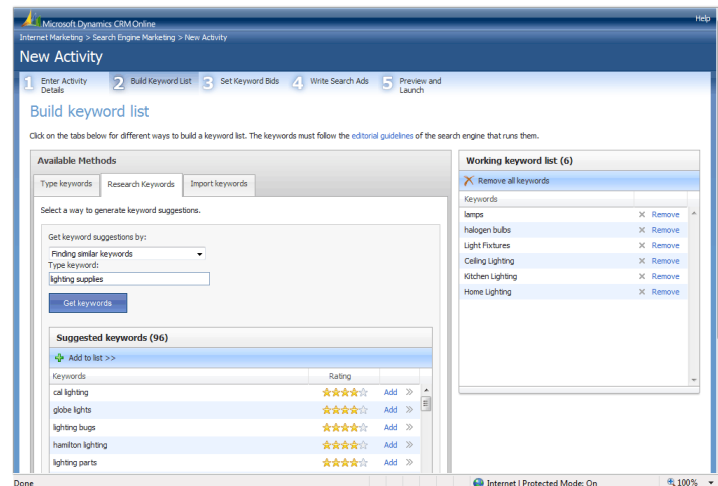 Microsoft Dynamics CRM Online
Help
Internet Marketing > Search Engine Marketing > New Activity
New Activity
1 Enter Activity Details
2 Build Keyword List
3 Set Keyword Bids
4 Write Search Ads
5 Preview and Launch
Build keyword list
Click on the tabs below for different ways to build a keyword list. The keywords must follow the editorial guidelines of the search engine that runs them.
Available Methods
Type keywords
Research Keywords
Import keywords
Select a way to generate keyword suggestions.
Get keyword suggestions by:
Finding similar keywords
Type keyword:
lighting supplies
Get keywords
Suggested keywords (96)
Add to list >>
Keywords Rating
cal lighting Add
globe lights Add
lighting bugs Add
hamilton lighting Add
lighting parts Add
Working keyword list (6)
Remove all keywords
Keywords
lamps Remove
halogen bulbs Remove
Light Fixtures Remove
Ceiling Lighting Remove
Kitchen Lighting Remove
Home Lighting Remove
Done
Internet | Protected Mode: On
100%